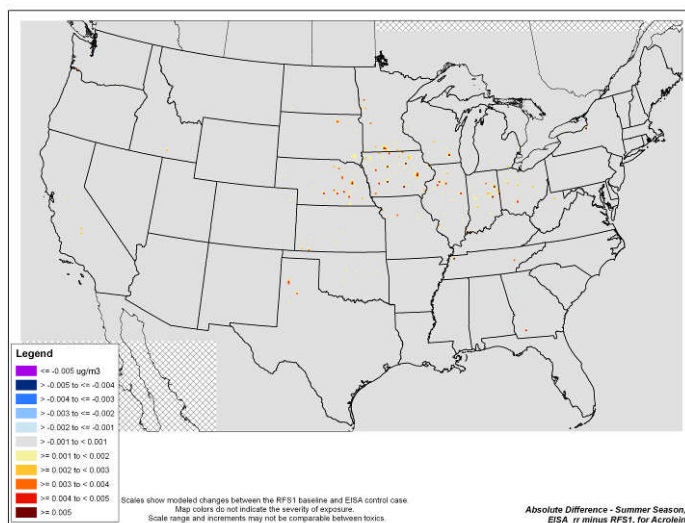 Legend
<= -0.005 ug/m3
> -0.005 to <= -0.004
> -0.004 to <= -0.003
> -0.003 to <= -0.002
> -0.002 to <= -0.001
> -0.001 to < 0.001
>= 0.001 to < 0.002
>= 0.002 to < 0.003
>= 0.003 to < 0.004
>= 0.004 to < 0.005
>= 0.005
Scales show modeled changes between the RFS1 baseline and EISA control case.
Map colors do not indicate the severity of exposure.
Scale range and increments may not be comparable between toxics.
Absolute Difference - Summer Season,
EISA rr minus RFS1, for Acrolein